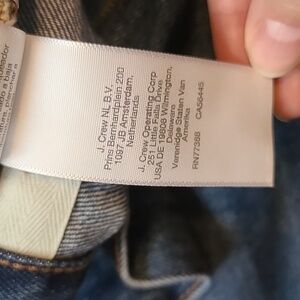 J. Crew NL B.V.
Prins Bernhardplein 200
1097 JB Amsterdam,
Netherlands
J. Crew Operating Corp
251 Little Falls Drive
USA DE 19808 Wilmington,
Delaware
Verenidge Staten Van
Amerika
RN77388 CA56445